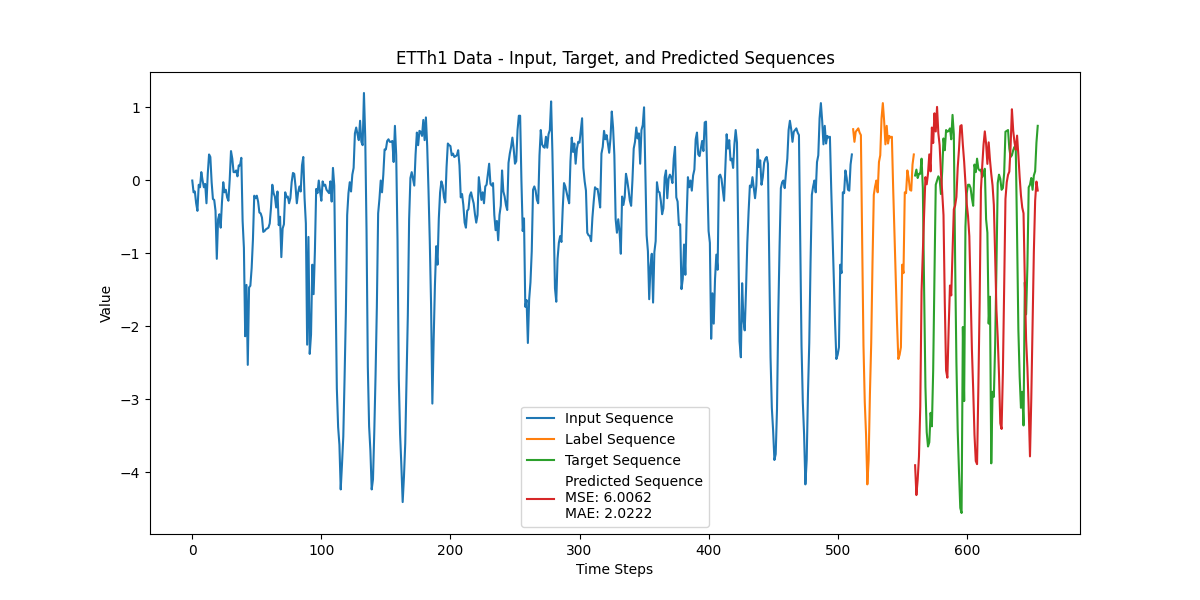 ETTh1 Data - Input, Target, and Predicted Sequences
Value
1
0
−1
−2
−3
−4
Input Sequence
Label Sequence
Target Sequence
Predicted Sequence
MSE: 6.0062
MAE: 2.0222
0 100 200 300 400 500 600
Time Steps